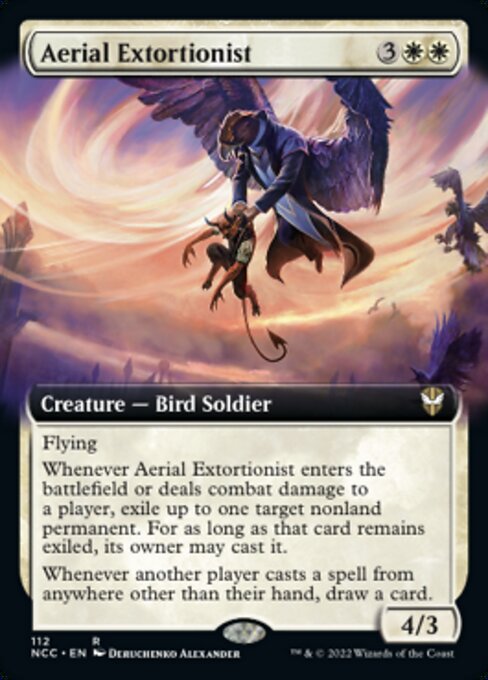 Aerial Extortionist 3
Creature — Bird Soldier
Flying
Whenever Aerial Extortionist enters the
battlefield or deals combat damage to
a player, exile up to one target nonland
permanent. For as long as that card remains
exiled, its owner may cast it.
Whenever another player casts a spell from
anywhere other than their hand, draw a card.
4/3
112 R
NCC • EN Deruchenko Alexander ™ & © 2022 Wizards of the Coast